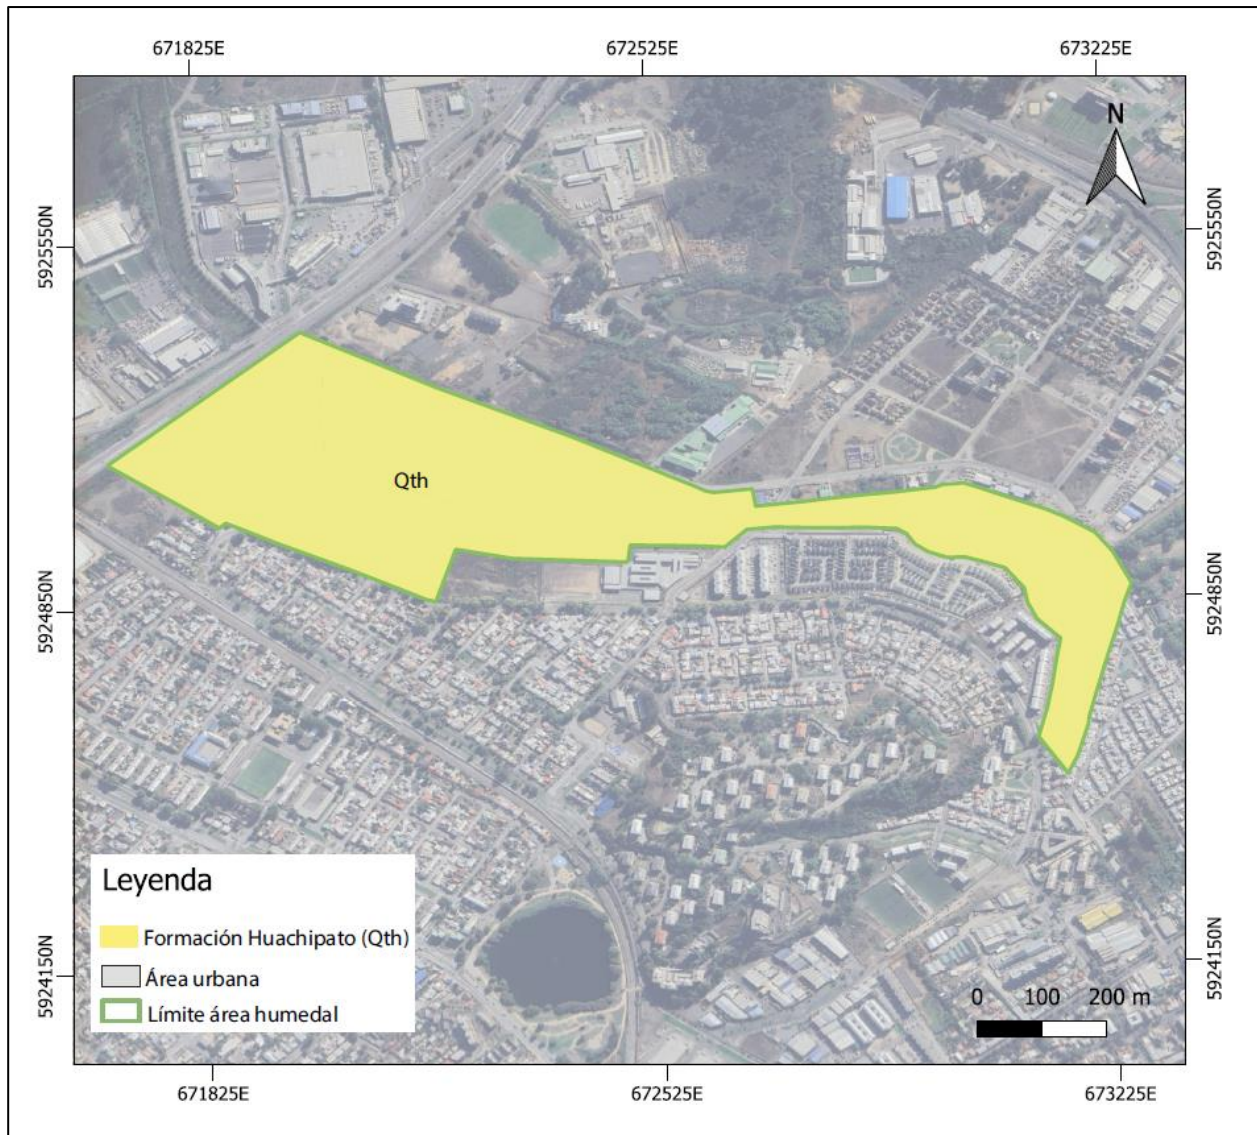 671825E 672525E 673225E
N
5925550N 5925550N
Qth
5924850N 5924850N
Leyenda
Formación Huachipato (Qth)
Área urbana
Límite área humedal
5924150N 5924150N
0 100 200 m
671825E 672525E 673225E